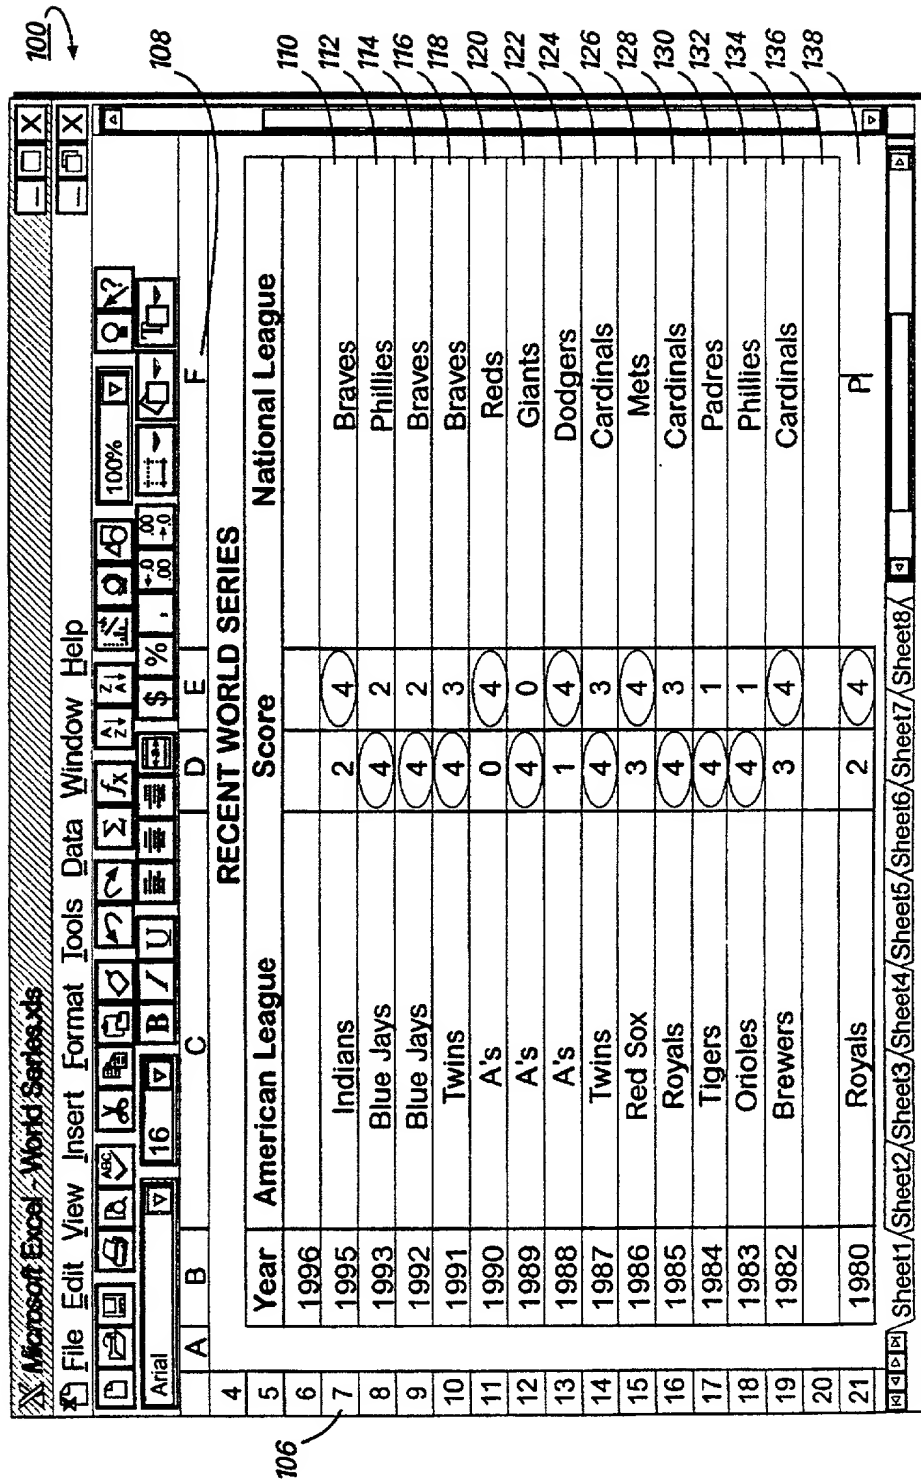 100
Microsoft Excel - World Series.xls
File Edit View Insert Format Tools Data Window Help
ABC Σ fx A Z Z A 100% ?
Arial 16 B I U $ % , +.0 .00 .00 +.0 T
108
A B C D E F
4 RECENT WORLD SERIES
5 Year American League Score National League
6 1996
106 7 1995 Indians 2 4 Braves 110
8 1993 Blue Jays 4 2 Phillies 112
9 1992 Blue Jays 4 2 Braves 114
10 1991 Twins 4 3 Braves 116
11 1990 A's 0 4 Reds 118
12 1989 A's 4 0 Giants 120
13 1988 A's 1 4 Dodgers 122
14 1987 Twins 4 3 Cardinals 124
15 1986 Red Sox 3 4 Mets 126
16 1985 Royals 4 3 Cardinals 128
17 1984 Tigers 4 1 Padres 130
18 1983 Orioles 4 1 Phillies 132
19 1982 Brewers 3 4 Cardinals 134
20 136
21 1980 Royals 2 4 P 138
Sheet1 Sheet2 Sheet3 Sheet4 Sheet5 Sheet6 Sheet7 Sheet8